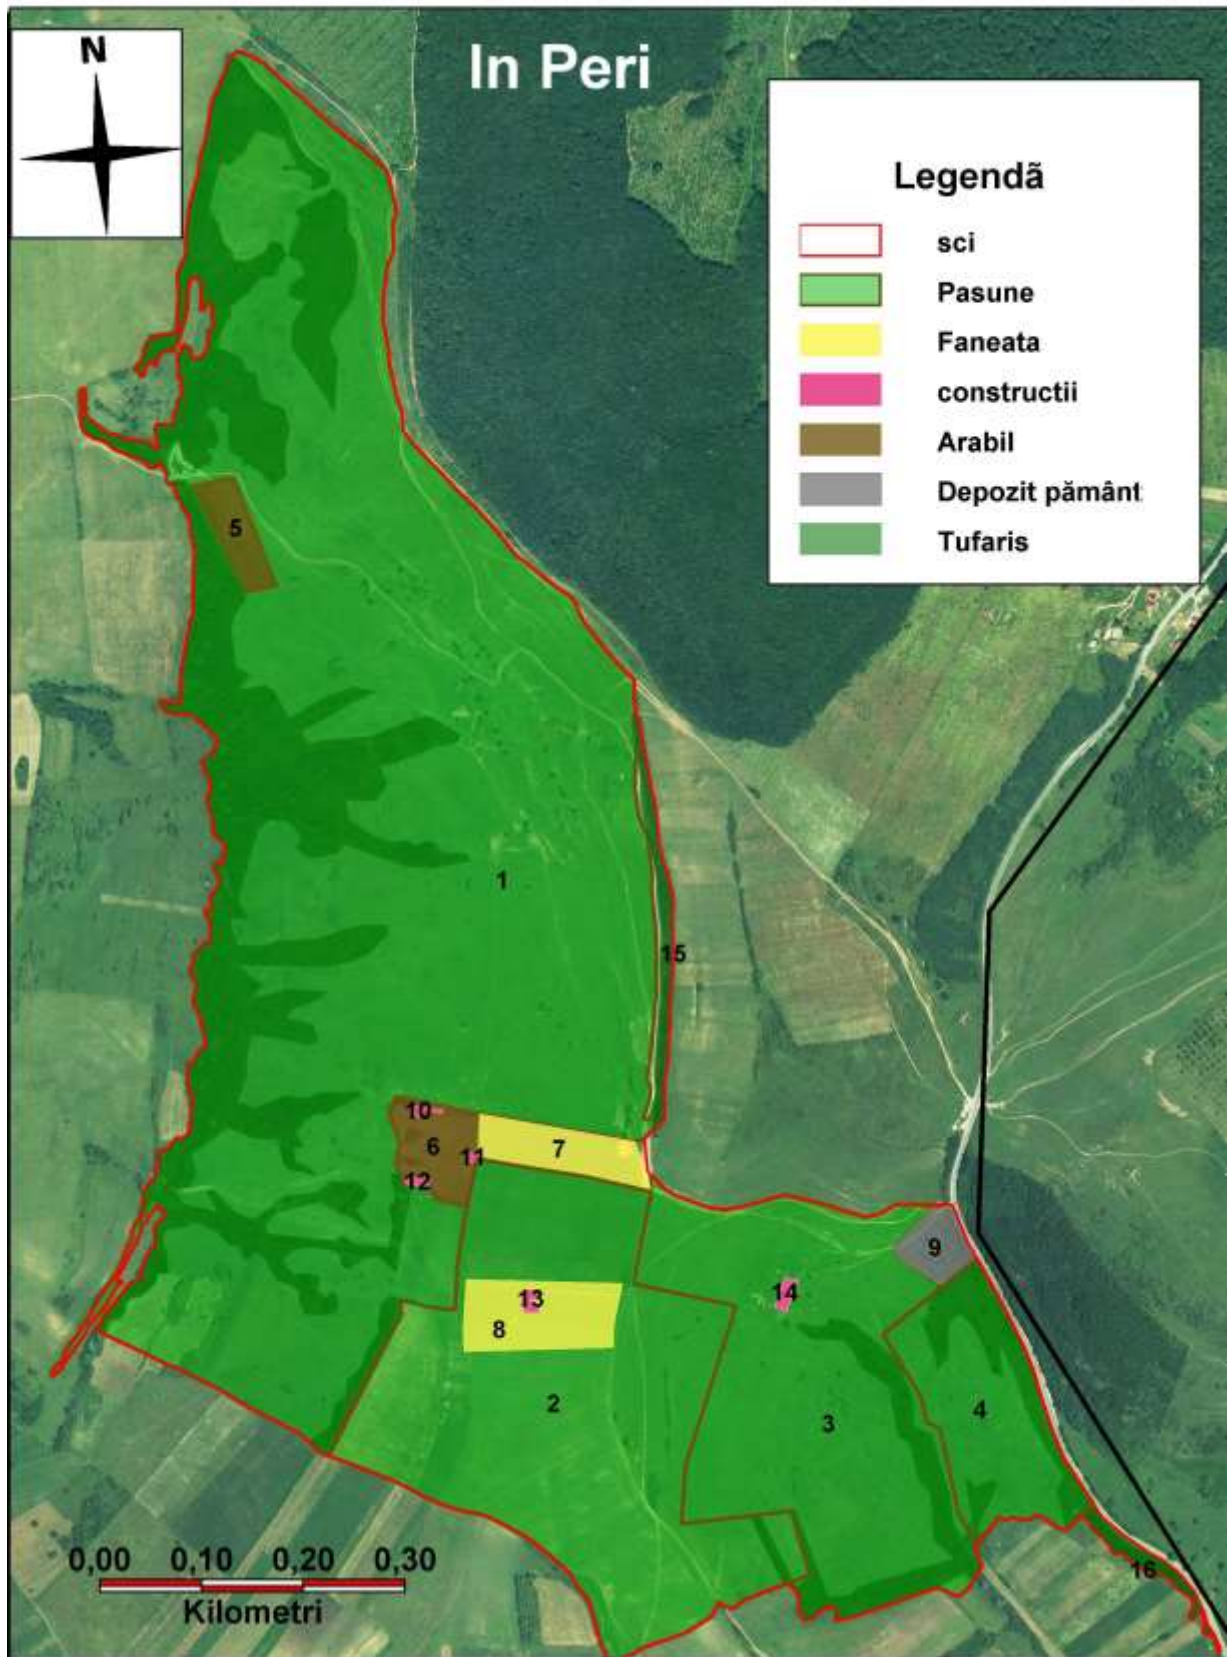 N
In Peri
Legendã
sci
Pasune
Faneata
constructii
Arabil
Depozit pământ
Tufaris
5
1
15
10
6
11
7
12
9
14
13
8
2
3
4
16
0,00 0,10 0,20 0,30
Kilometri